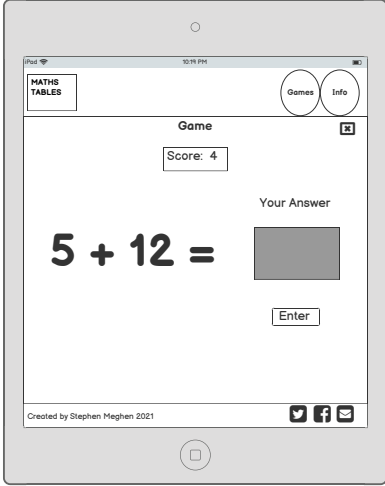 iPad 10:19 PM
MATHS
TABLES
Games Info
Game
Score: 4
Your Answer
5 + 12 =
Enter
Created by Stephen Meghen 2021